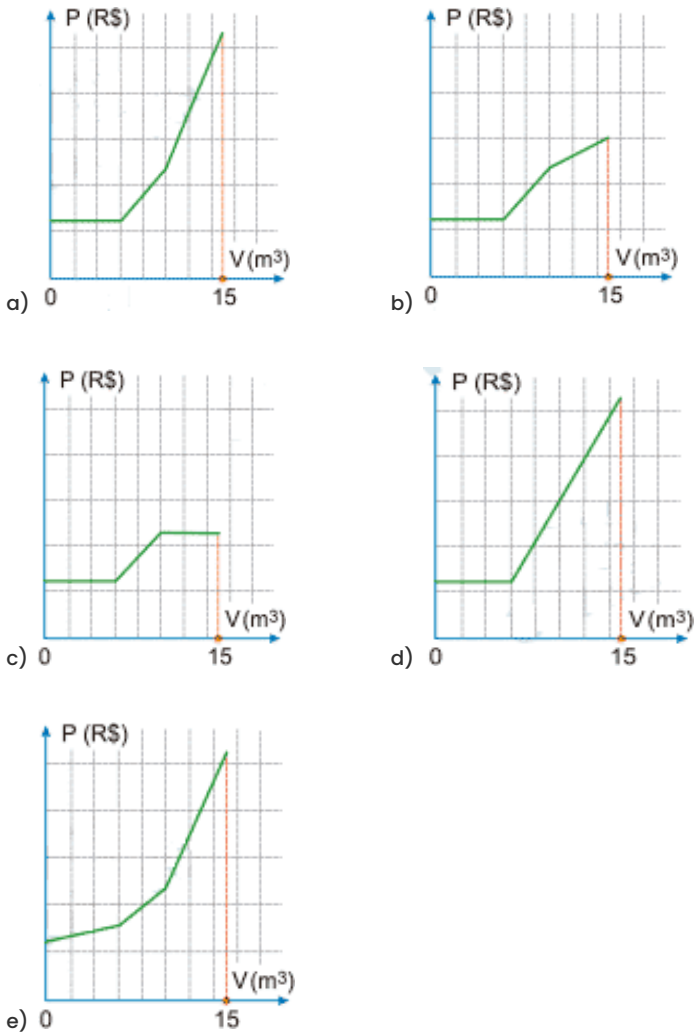 P (R$)
V (m³)
a) 0 15
P (R$)
V (m³)
b) 0 15
P (R$)
V (m³)
c) 0 15
P (R$)
V (m³)
d) 0 15
P (R$)
V (m³)
e) 0 15